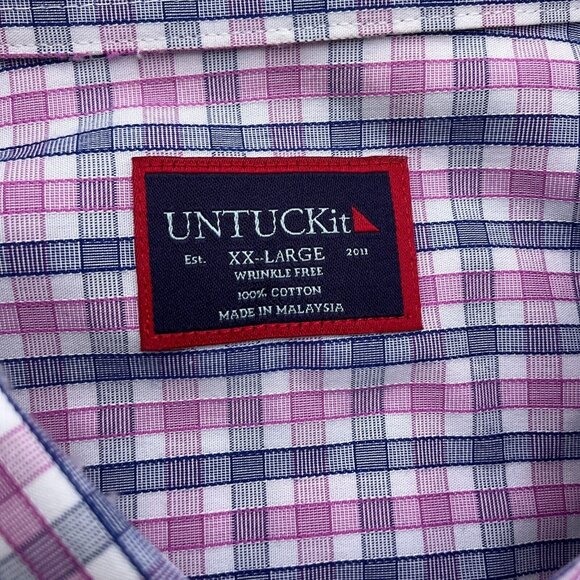 UNTUCKit
Est. XX-LARGE 2011
WRINKLE FREE
100% COTTON
MADE IN MALAYSIA